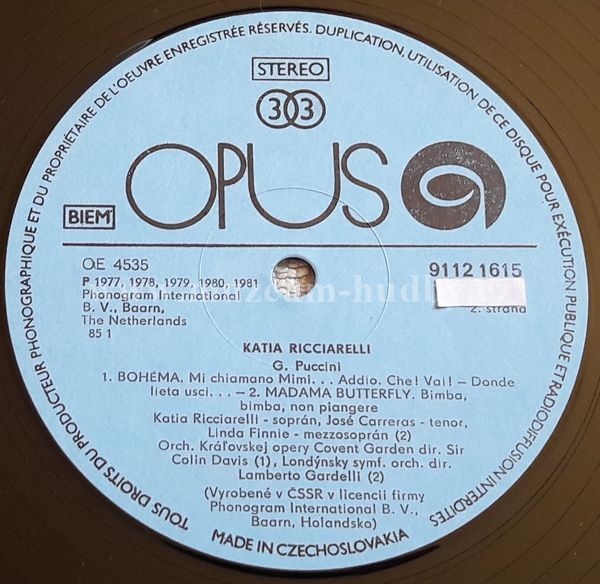 TOUS DROITS DU PRODUCTEUR PHONOGRAPHIQUE ET DU PROPRIÉTAIRE DE L'OEUVRE ENREGISTRÉE RÉSERVÉS. DUPLICATION, UTILISATION DE CE DISQUE POUR EXÉCUTION PUBLIQUE ET RADIODIFFUSION INTERDITES
STEREO
33
OPUS
BIEM
OE 4535
9112 1615
P 1977, 1978, 1979, 1980, 1981
Phonogram International
B. V., Baarn,
The Netherlands
85 1
2. strana
KATIA RICCIARELLI
G. Puccini
1. BOHÉMA. Mi chiamano Mimi... Addio. Che! Vai! – Donde
lieta usci... – 2. MADAMA BUTTERFLY. Bimba,
bimba, non piangere
Katia Ricciarelli - soprán, José Carreras - tenor,
Linda Finnie - mezzosoprán (2)
Orch. Kráľovskej opery Covent Garden dir. Sir
Colin Davis (1), Londýnsky symf. orch. dir.
Lamberto Gardelli (2)
(Vyrobené v ČSSR v licencii firmy
Phonogram International B. V.,
Baarn, Holandsko)
MADE IN CZECHOSLOVAKIA